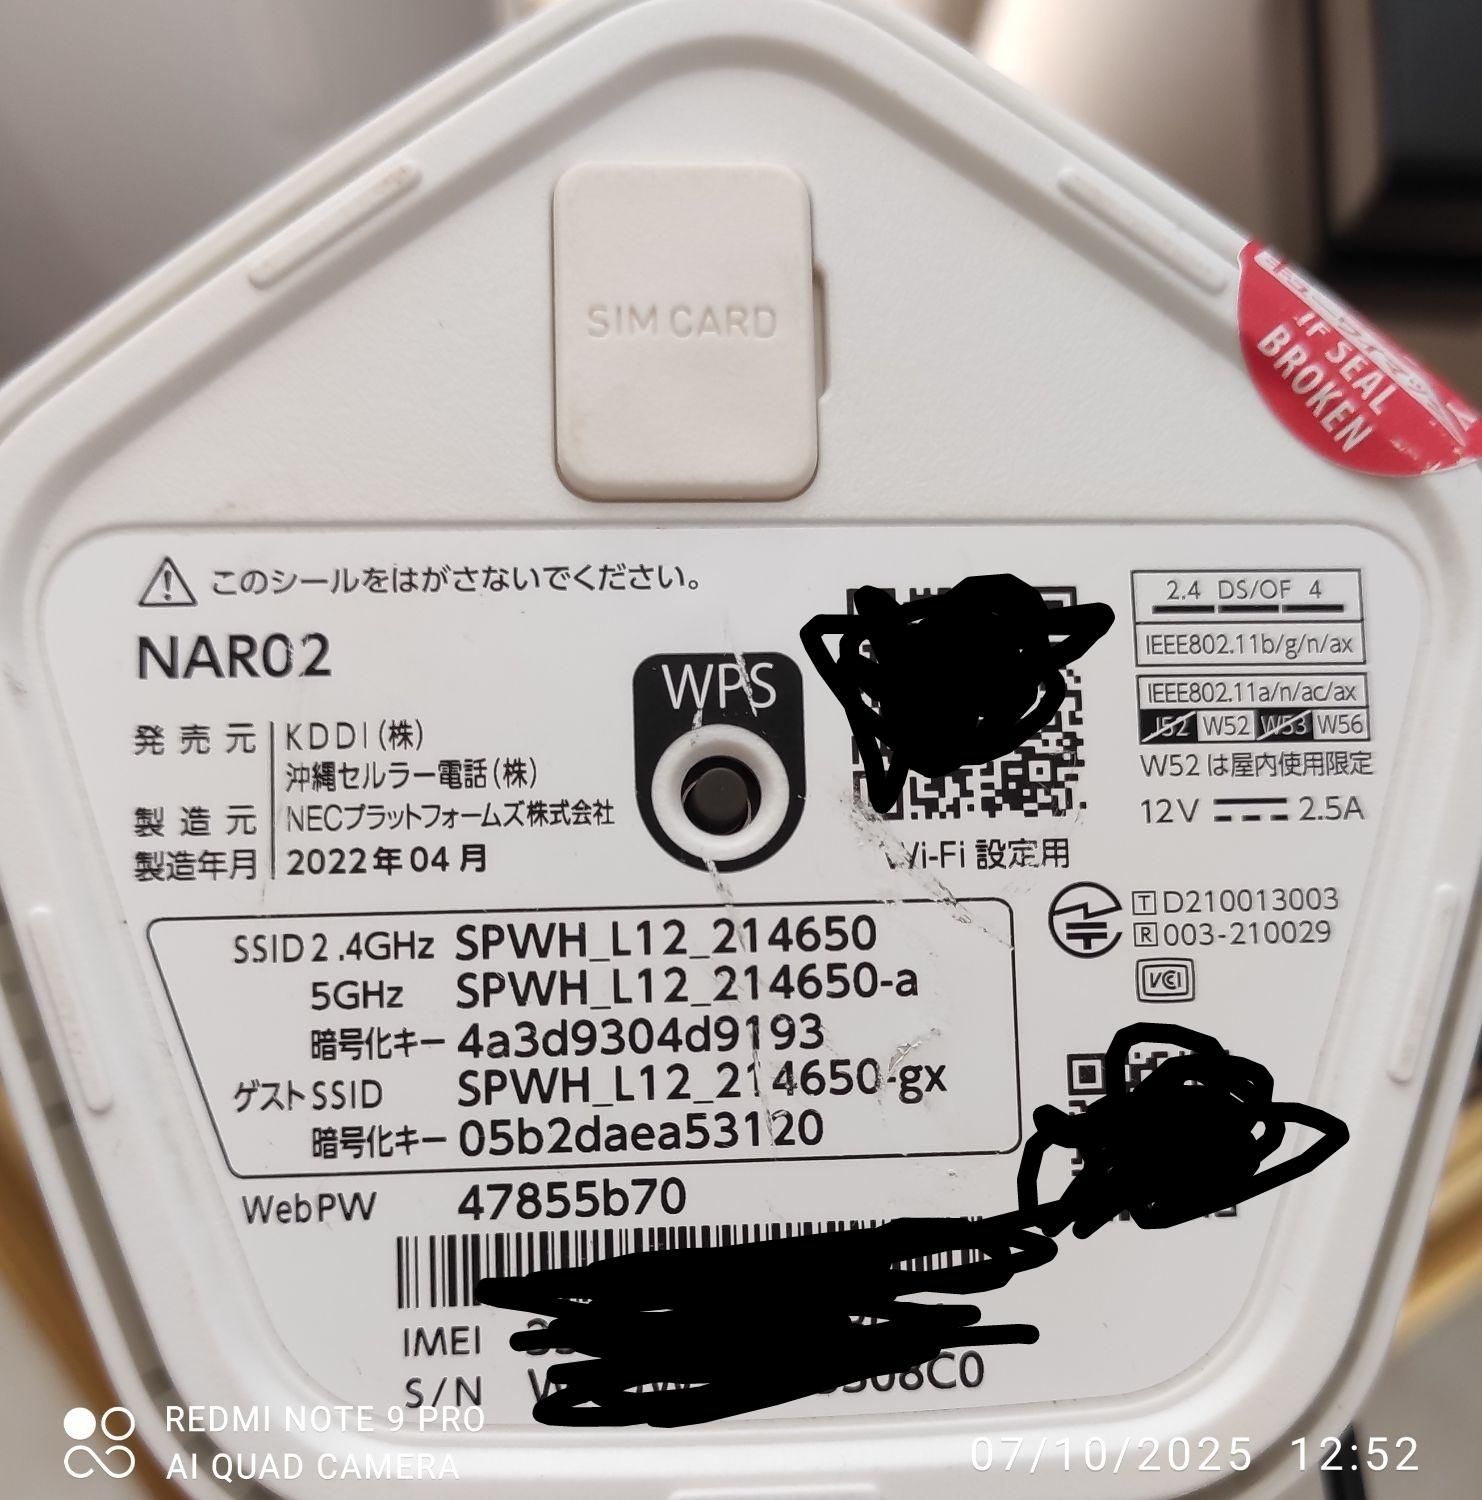 SIM CARD
IF SEAL
BROKEN
このシールをはがさないでください。
NAR02
発売元 KDDI(株)
沖縄セルラー電話(株)
製造元 NECプラットフォームズ株式会社
製造年月 2022年04月
WPS
Wi-Fi 設定用
2.4 DS/OF 4
IEEE802.11b/g/n/ax
IEEE802.11a/n/ac/ax
J52 W52 W53 W56
W52は屋内使用限定
12V 2.5A
T D210013003
R 003-210029
VCI
SSID 2.4GHz SPWH_L12_214650
5GHz SPWH_L12_214650-a
暗号化キー 4a3d9304d9193
ゲストSSID SPWH_L12_214650-gx
暗号化キー 05b2daea53120
WebPW 47855b70
IMEI
S/N
REDMI NOTE 9 PRO
AI QUAD CAMERA
07/10/2025 12:52